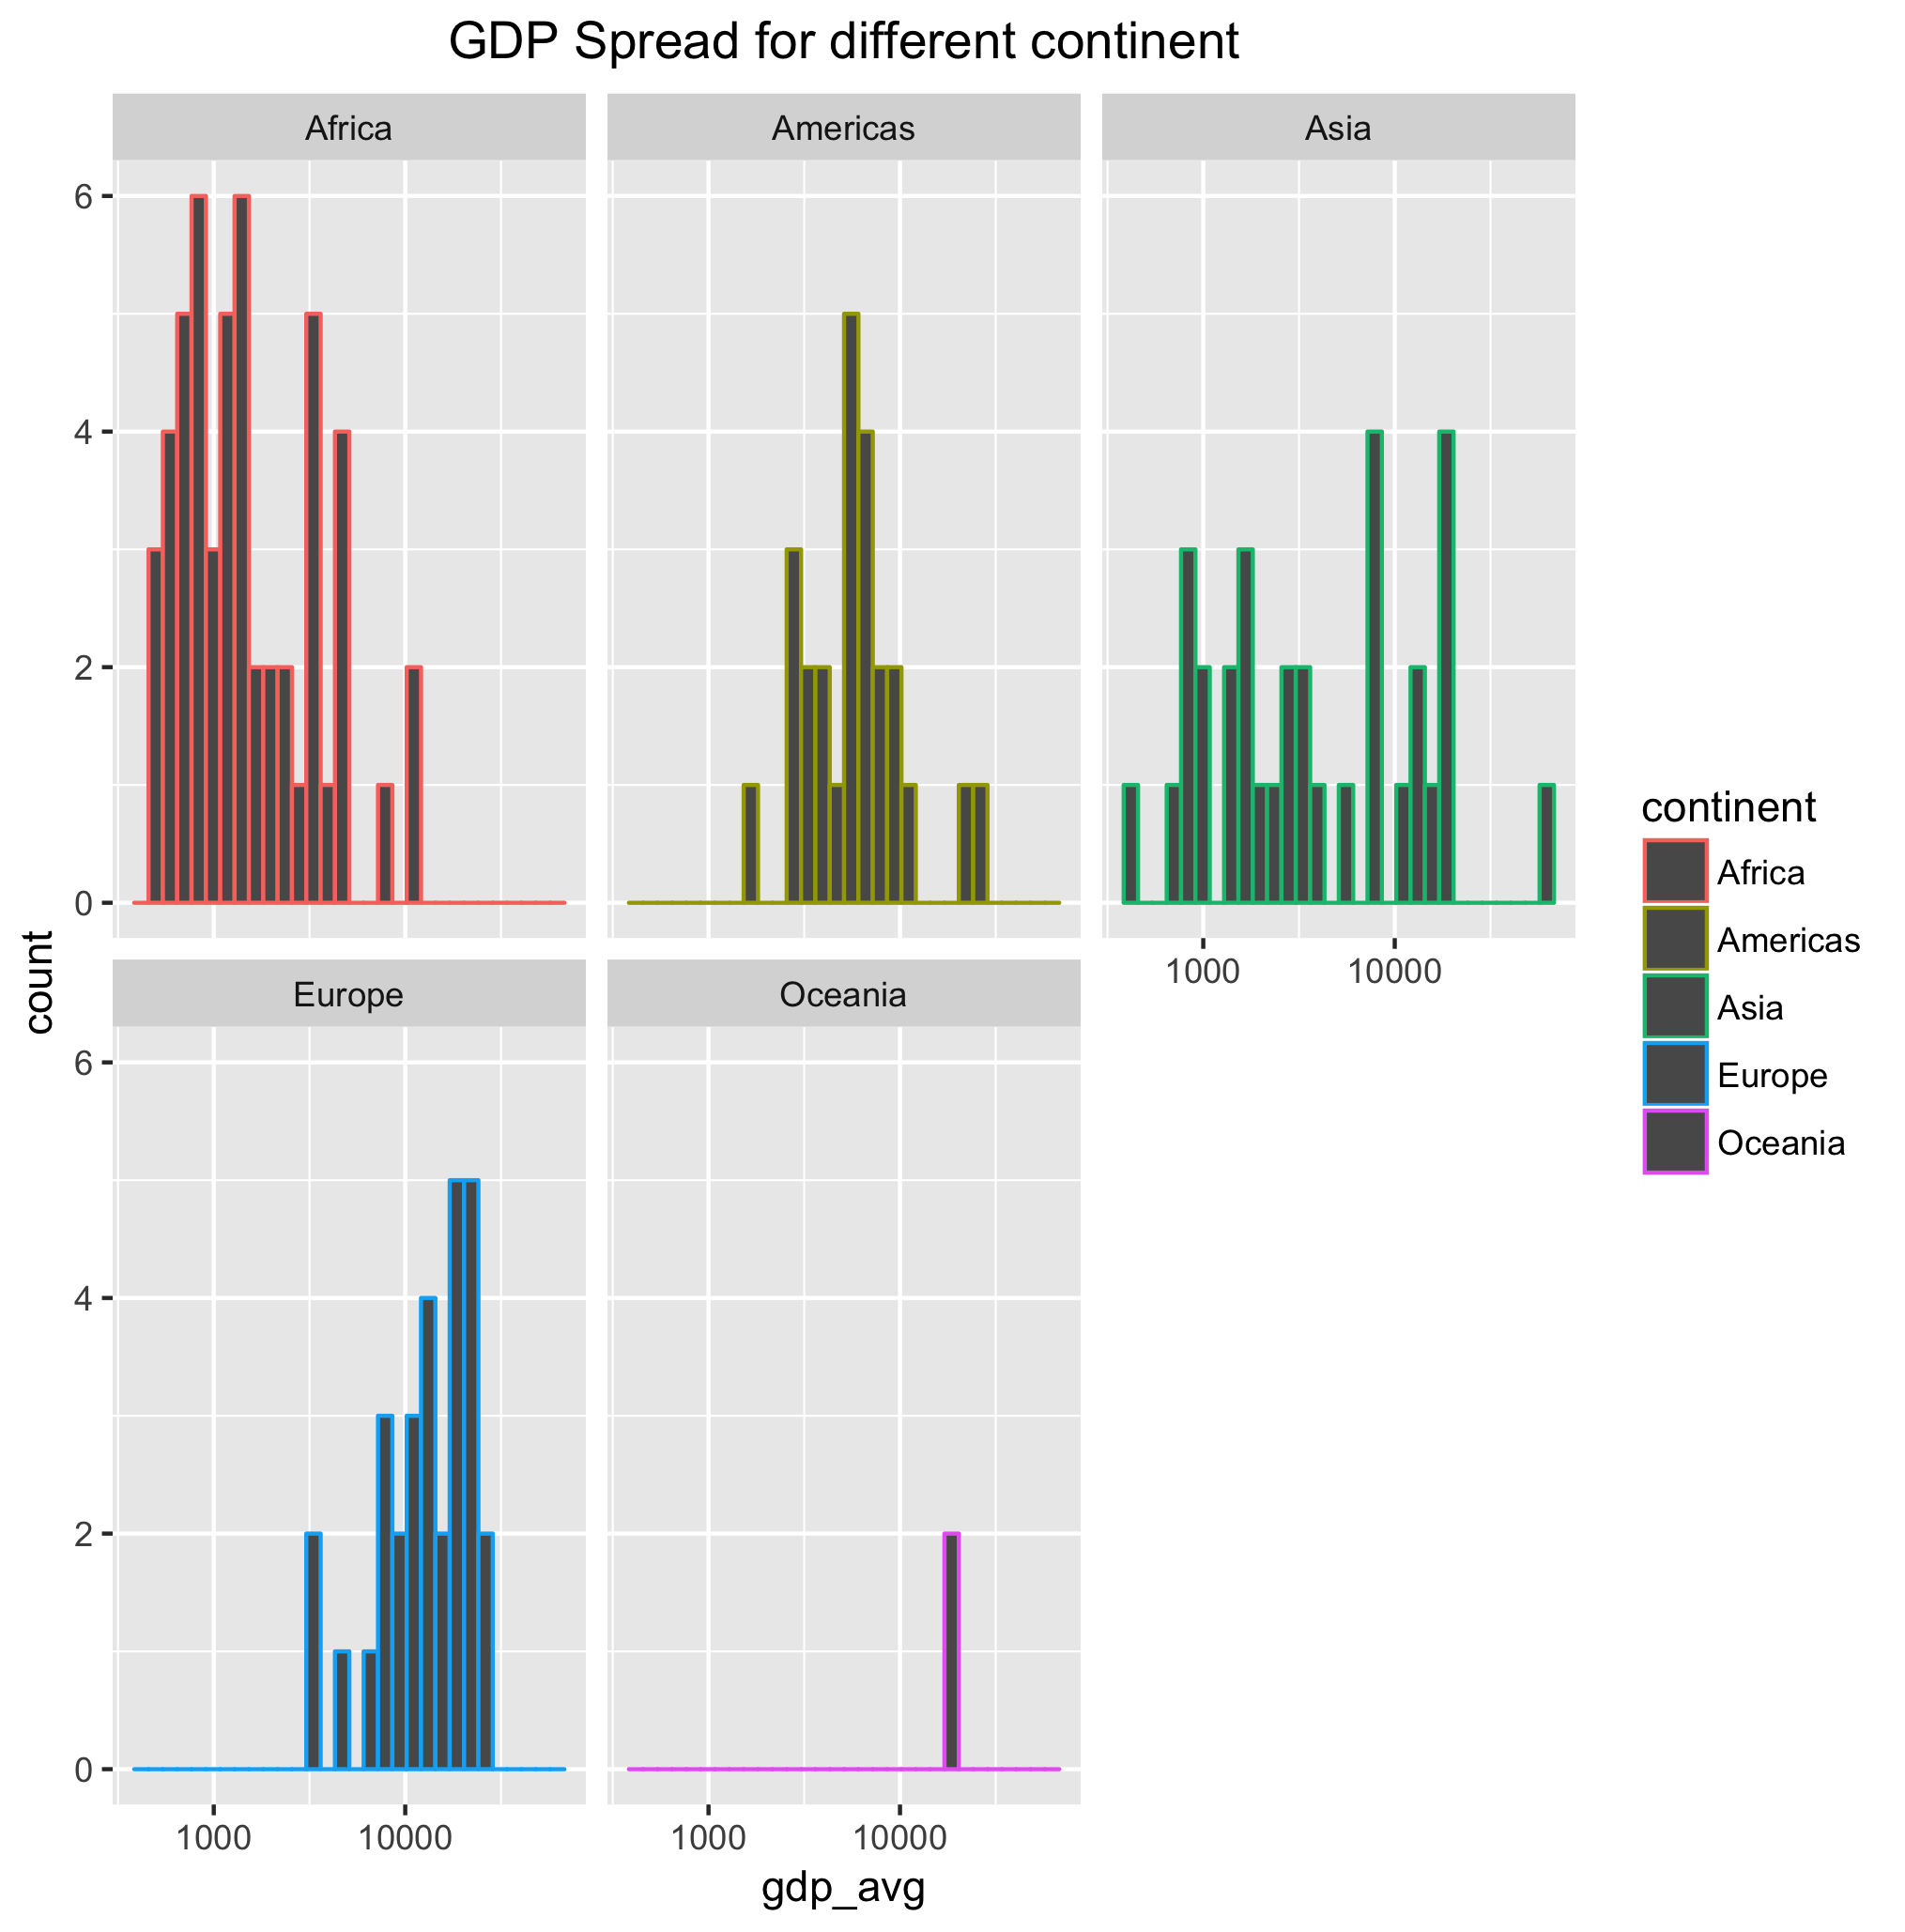 GDP Spread for different continent
Africa
Americas
Asia
6
4
2
0
1000 10000
count
Europe
Oceania
6
4
2
0
1000 10000
1000 10000
gdp_avg
continent
Africa
Americas
Asia
Europe
Oceania